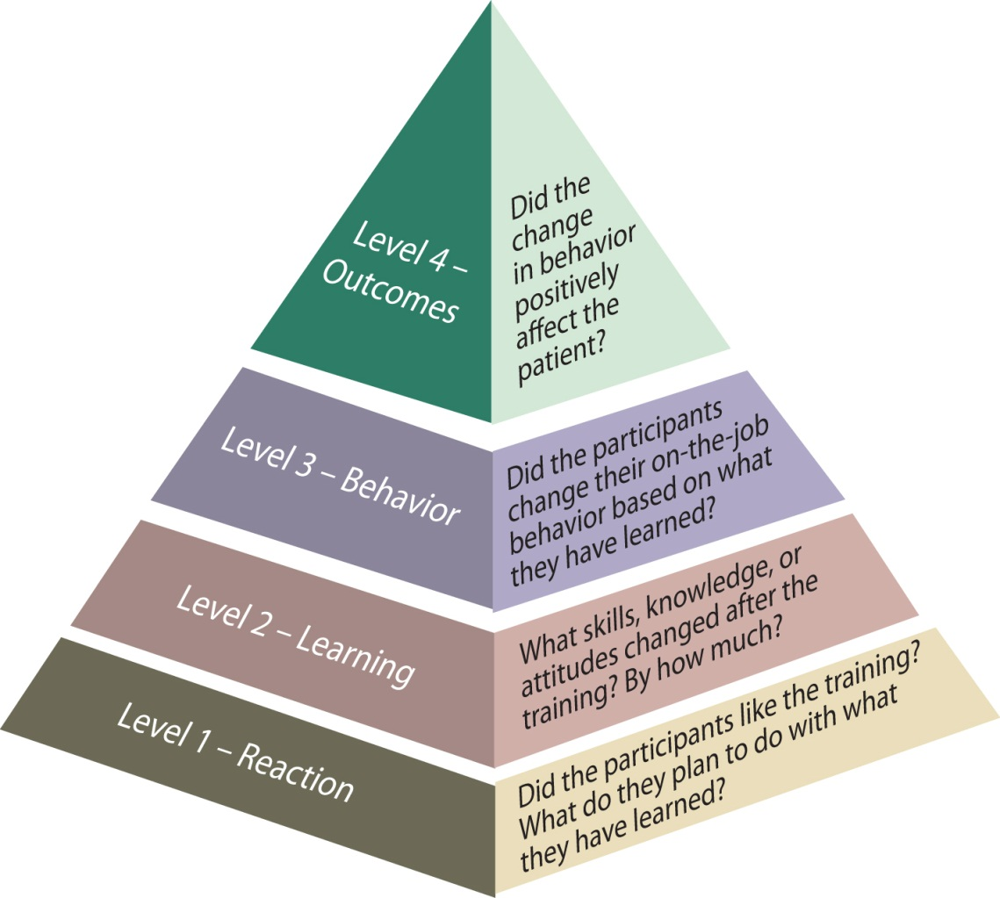 Level 4 –
Outcomes
Did the
change
in behavior
positively
affect the
patient?
Level 3 – Behavior
Did the participants
change their on-the-job
behavior based on what
they have learned?
Level 2 – Learning
What skills, knowledge, or
attitudes changed after the
training? By how much?
Level 1 – Reaction
Did the participants like the training?
What do they plan to do with what
they have learned?